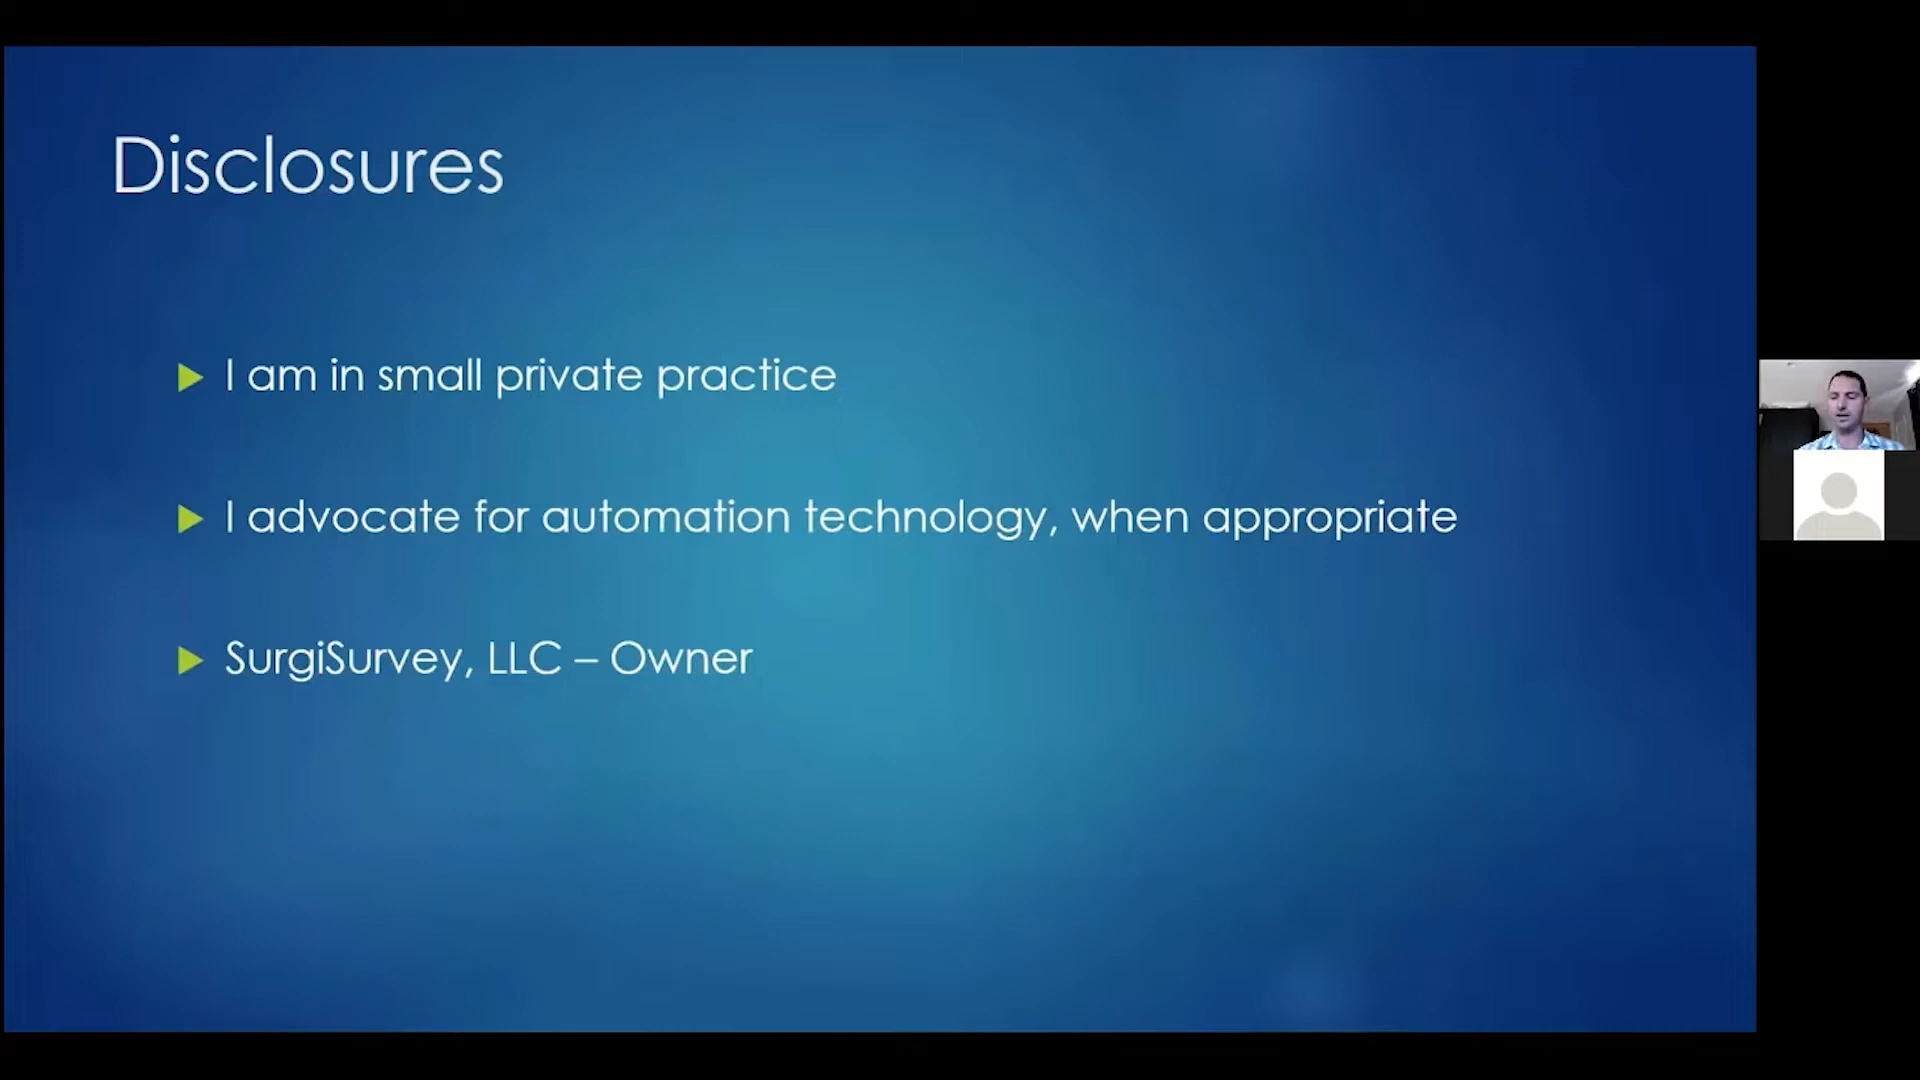 Disclosures
I am in small private practice
I advocate for automation technology, when appropriate
SurgiSurvey, LLC – Owner